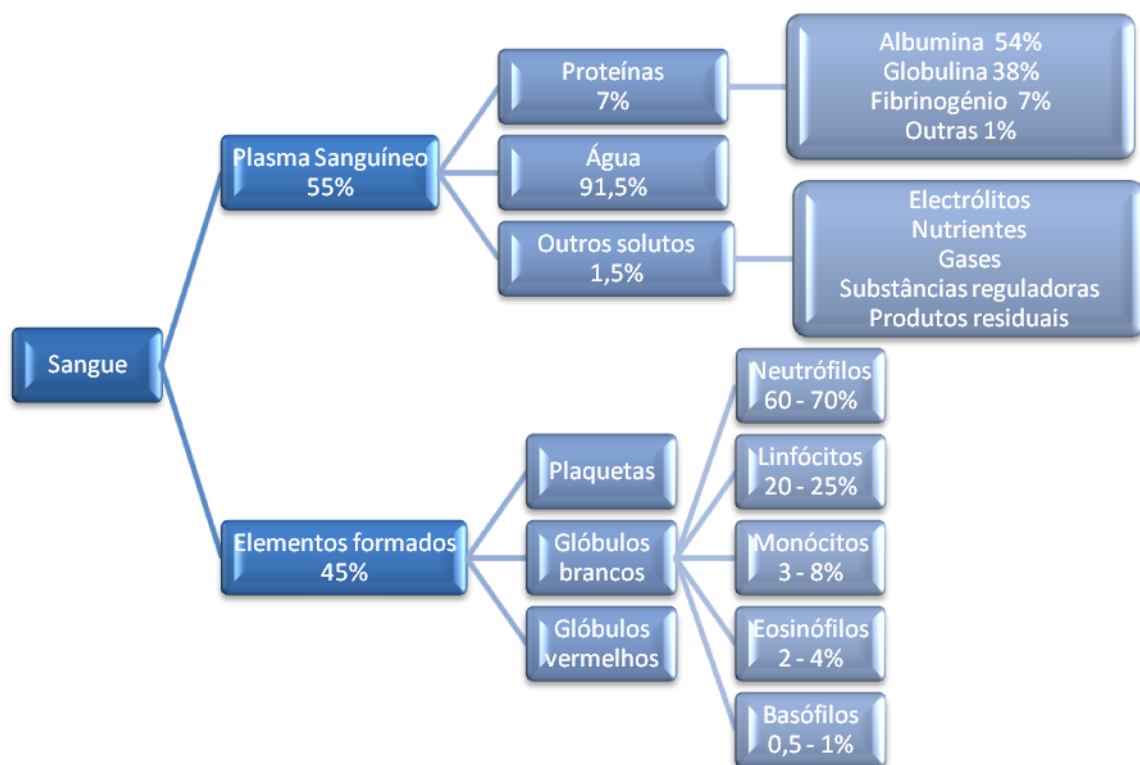 Sangue
Plasma Sanguíneo
55%
Proteínas
7%
Albumina 54%
Globulina 38%
Fibrinogénio 7%
Outras 1%
Água
91,5%
Outros solutos
1,5%
Electrólitos
Nutrientes
Gases
Substâncias reguladoras
Produtos residuais
Elementos formados
45%
Plaquetas
Glóbulos
brancos
Neutrófilos
60 - 70%
Linfócitos
20 - 25%
Monócitos
3 - 8%
Eosinófilos
2 - 4%
Basófilos
0,5 - 1%
Glóbulos
vermelhos